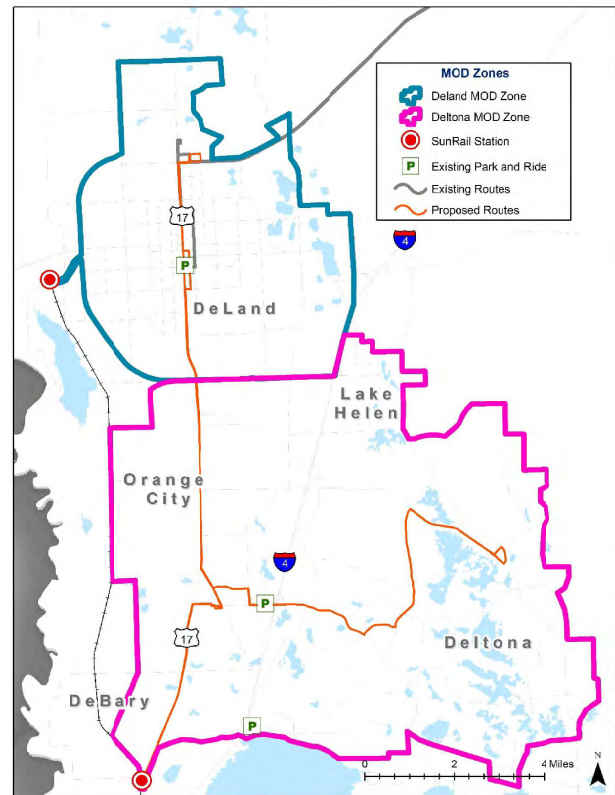 MOD Zones
Deland MOD Zone
Deltona MOD Zone
SunRail Station
P Existing Park and Ride
Existing Routes
Proposed Routes
17
4
P
DeLand
Lake
Helen
Orange
City
4
P
17
Deltona
DeBary
P
N
0 2 4 Miles